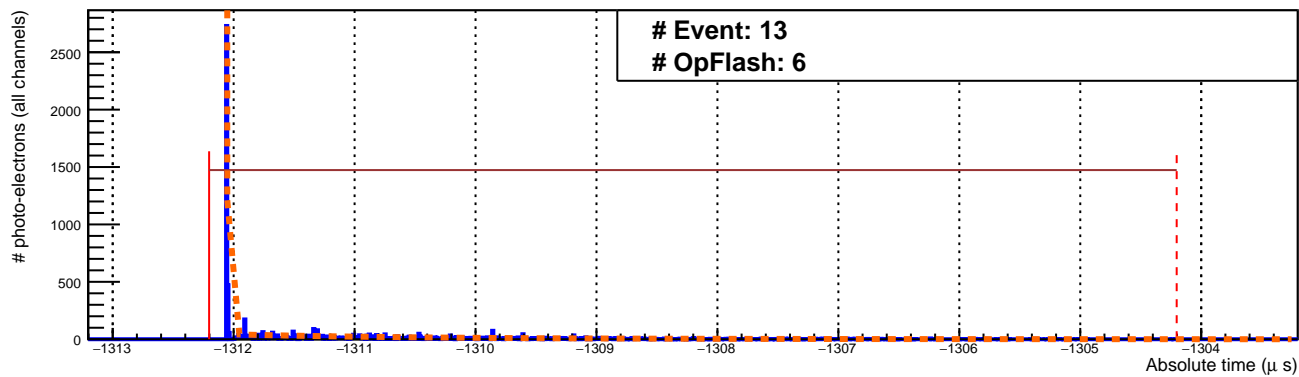 # Event: 13
# OpFlash: 6
# photo-electrons (all channels)
2500
2000
1500
1000
500
0
−1313 −1312 −1311 −1310 −1309 −1308 −1307 −1306 −1305 −1304
Absolute time (μ s)